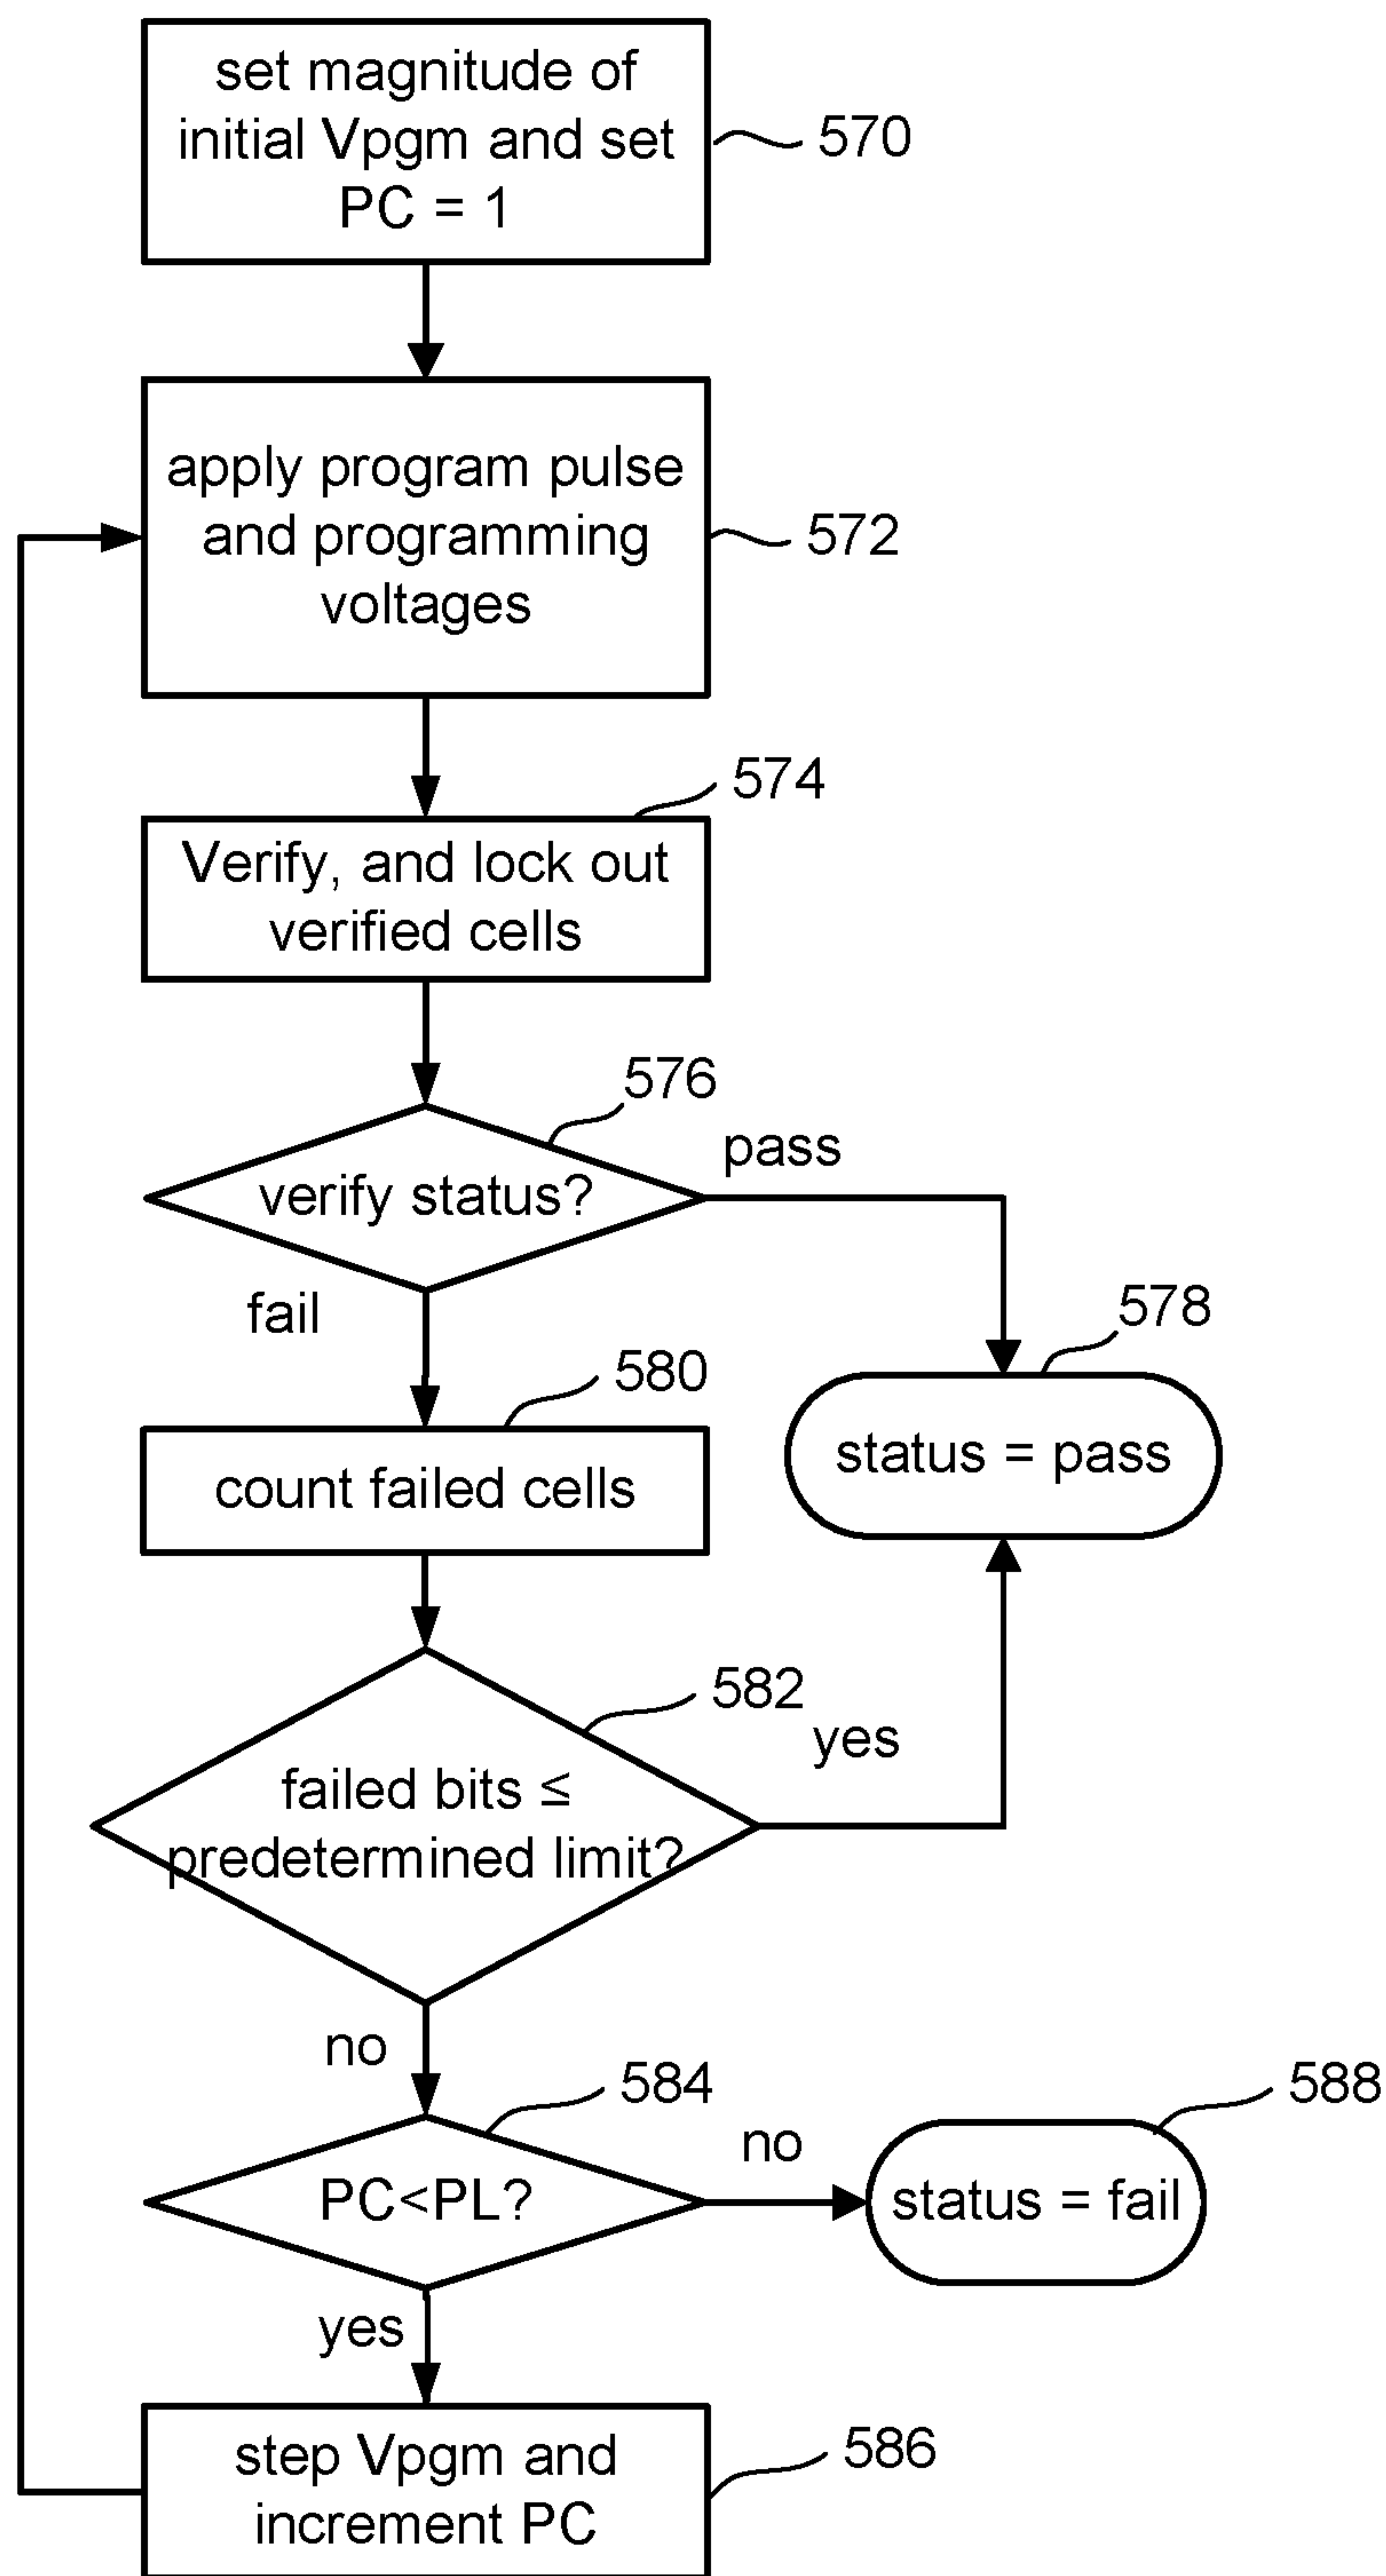 set magnitude of
initial Vpgm and set
PC = 1
570
apply program pulse
and programming
voltages
572
574
Verify, and lock out
verified cells
576
pass
verify status?
fail
578
580
status = pass
count failed cells
582
yes
failed bits ≤
predetermined limit?
no
584
588
no
PC<PL?
status = fail
yes
step Vpgm and
increment PC
586